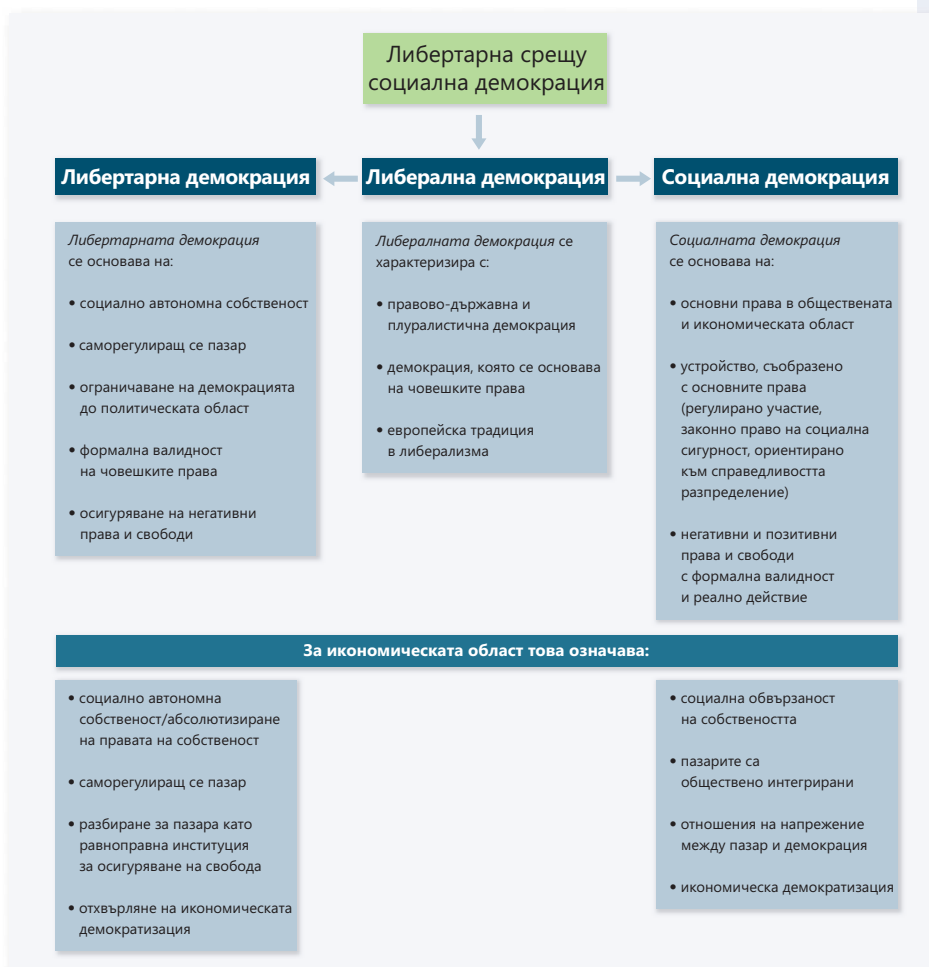 Либертарна срещу
социална демокрация
Либертарна демокрация
Либерална демокрация
Социална демокрация
Либертарната демокрация
се основава на:
• социално автономна собственост
• саморегулиращ се пазар
• ограничаване на демокрацията
до политическата област
• формална валидност
на човешките права
• осигуряване на негативни
права и свободи
Либералната демокрация се
характеризира с:
• правово-държавна и
плуралистична демокрация
• демокрация, която се основава
на човешките права
• европейска традиция
в либерализма
Социалната демокрация
се основава на:
• основни права в обществената
и икономическата област
• устройство, съобразено
с основните права
(регулирано участие,
законно право на социална
сигурност, ориентирано
към справедливостта
разпределение)
• негативни и позитивни
права и свободи
с формална валидност
и реално действие
За икономическата област това означава:
• социално автономна
собственост/абсолютизиране
на правата на собственост
• саморегулиращ се пазар
• разбиране за пазара като
равноправна институция
за осигуряване на свобода
• отхвърляне на икономическата
демократизация
• социална обвързаност
на собствеността
• пазарите са
обществено интегрирани
• отношения на напрежение
между пазар и демокрация
• икономическа демократизация